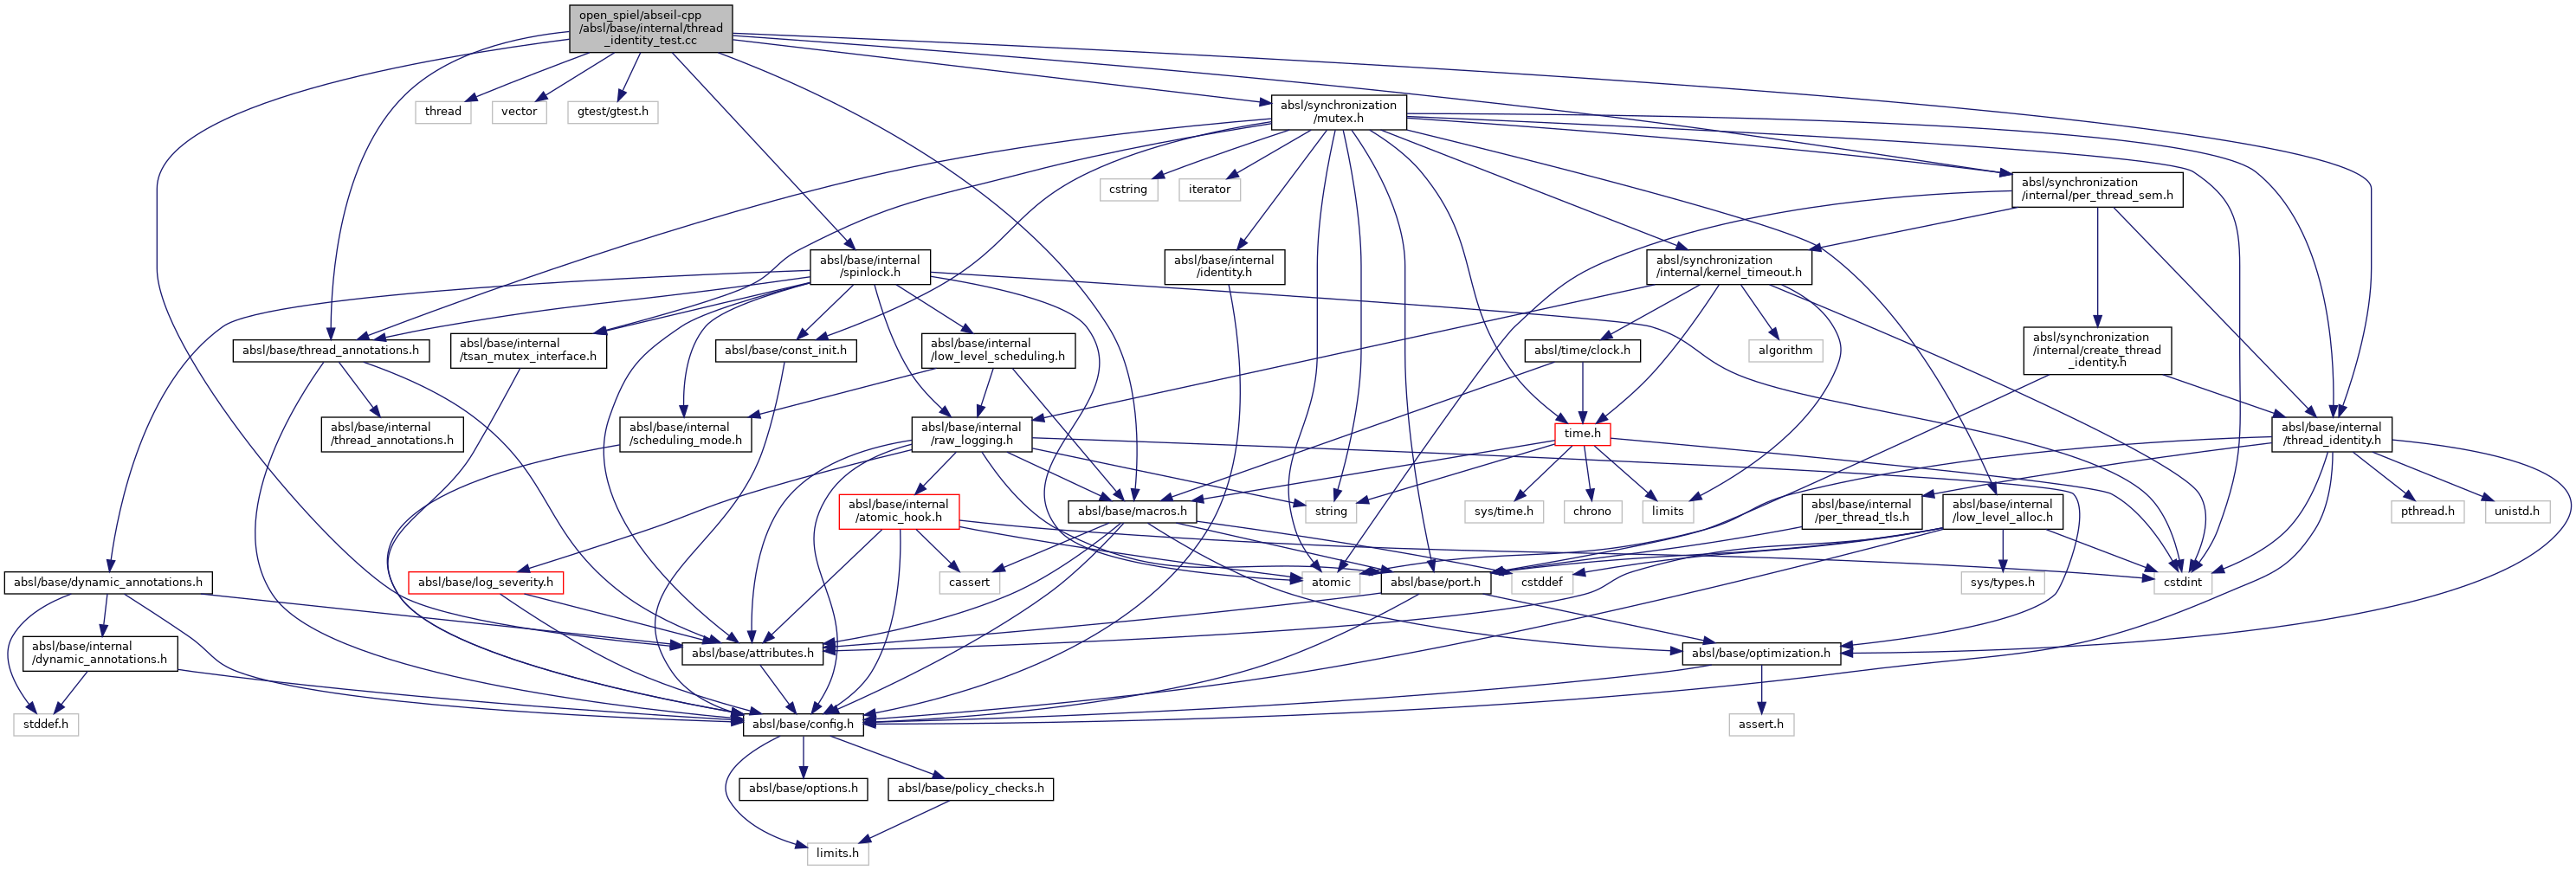 open_spiel/abseil-cpp
/absl/base/internal/thread
_identity_test.cc
thread
vector
gtest/gtest.h
absl/synchronization
/mutex.h
cstring
iterator
absl/synchronization
/internal/per_thread_sem.h
absl/base/internal
/spinlock.h
absl/base/internal
/identity.h
absl/synchronization
/internal/kernel_timeout.h
absl/base/thread_annotations.h
absl/base/internal
/tsan_mutex_interface.h
absl/base/const_init.h
absl/base/internal
/low_level_scheduling.h
absl/time/clock.h
algorithm
absl/synchronization
/internal/create_thread
_identity.h
absl/base/internal
/thread_annotations.h
absl/base/internal
/scheduling_mode.h
absl/base/internal
/raw_logging.h
time.h
absl/base/internal
/thread_identity.h
absl/base/internal
/atomic_hook.h
absl/base/macros.h
string
sys/time.h
chrono
limits
absl/base/internal
/per_thread_tls.h
absl/base/internal
/low_level_alloc.h
pthread.h
unistd.h
absl/base/dynamic_annotations.h
absl/base/log_severity.h
cassert
atomic
absl/base/port.h
cstddef
sys/types.h
cstdint
absl/base/internal
/dynamic_annotations.h
absl/base/attributes.h
absl/base/optimization.h
stddef.h
absl/base/config.h
assert.h
absl/base/options.h
absl/base/policy_checks.h
limits.h